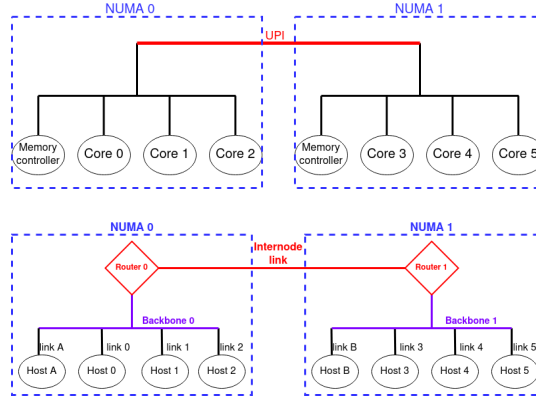 NUMA 0
NUMA 1
UPI
Memory
controller
Core 0
Core 1
Core 2
Memory
controller
Core 3
Core 4
Core 5
NUMA 0
NUMA 1
Router 0
Internode
link
Router 1
Backbone 0
Backbone 1
link A
link 0
link 1
link 2
link B
link 3
link 4
link 5
Host A
Host 0
Host 1
Host 2
Host B
Host 3
Host 4
Host 5